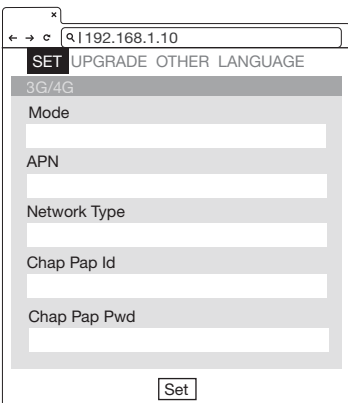 192.168.1.10
SET UPGRADE OTHER LANGUAGE
3G/4G
Mode
APN
Network Type
Chap Pap Id
Chap Pap Pwd
Set